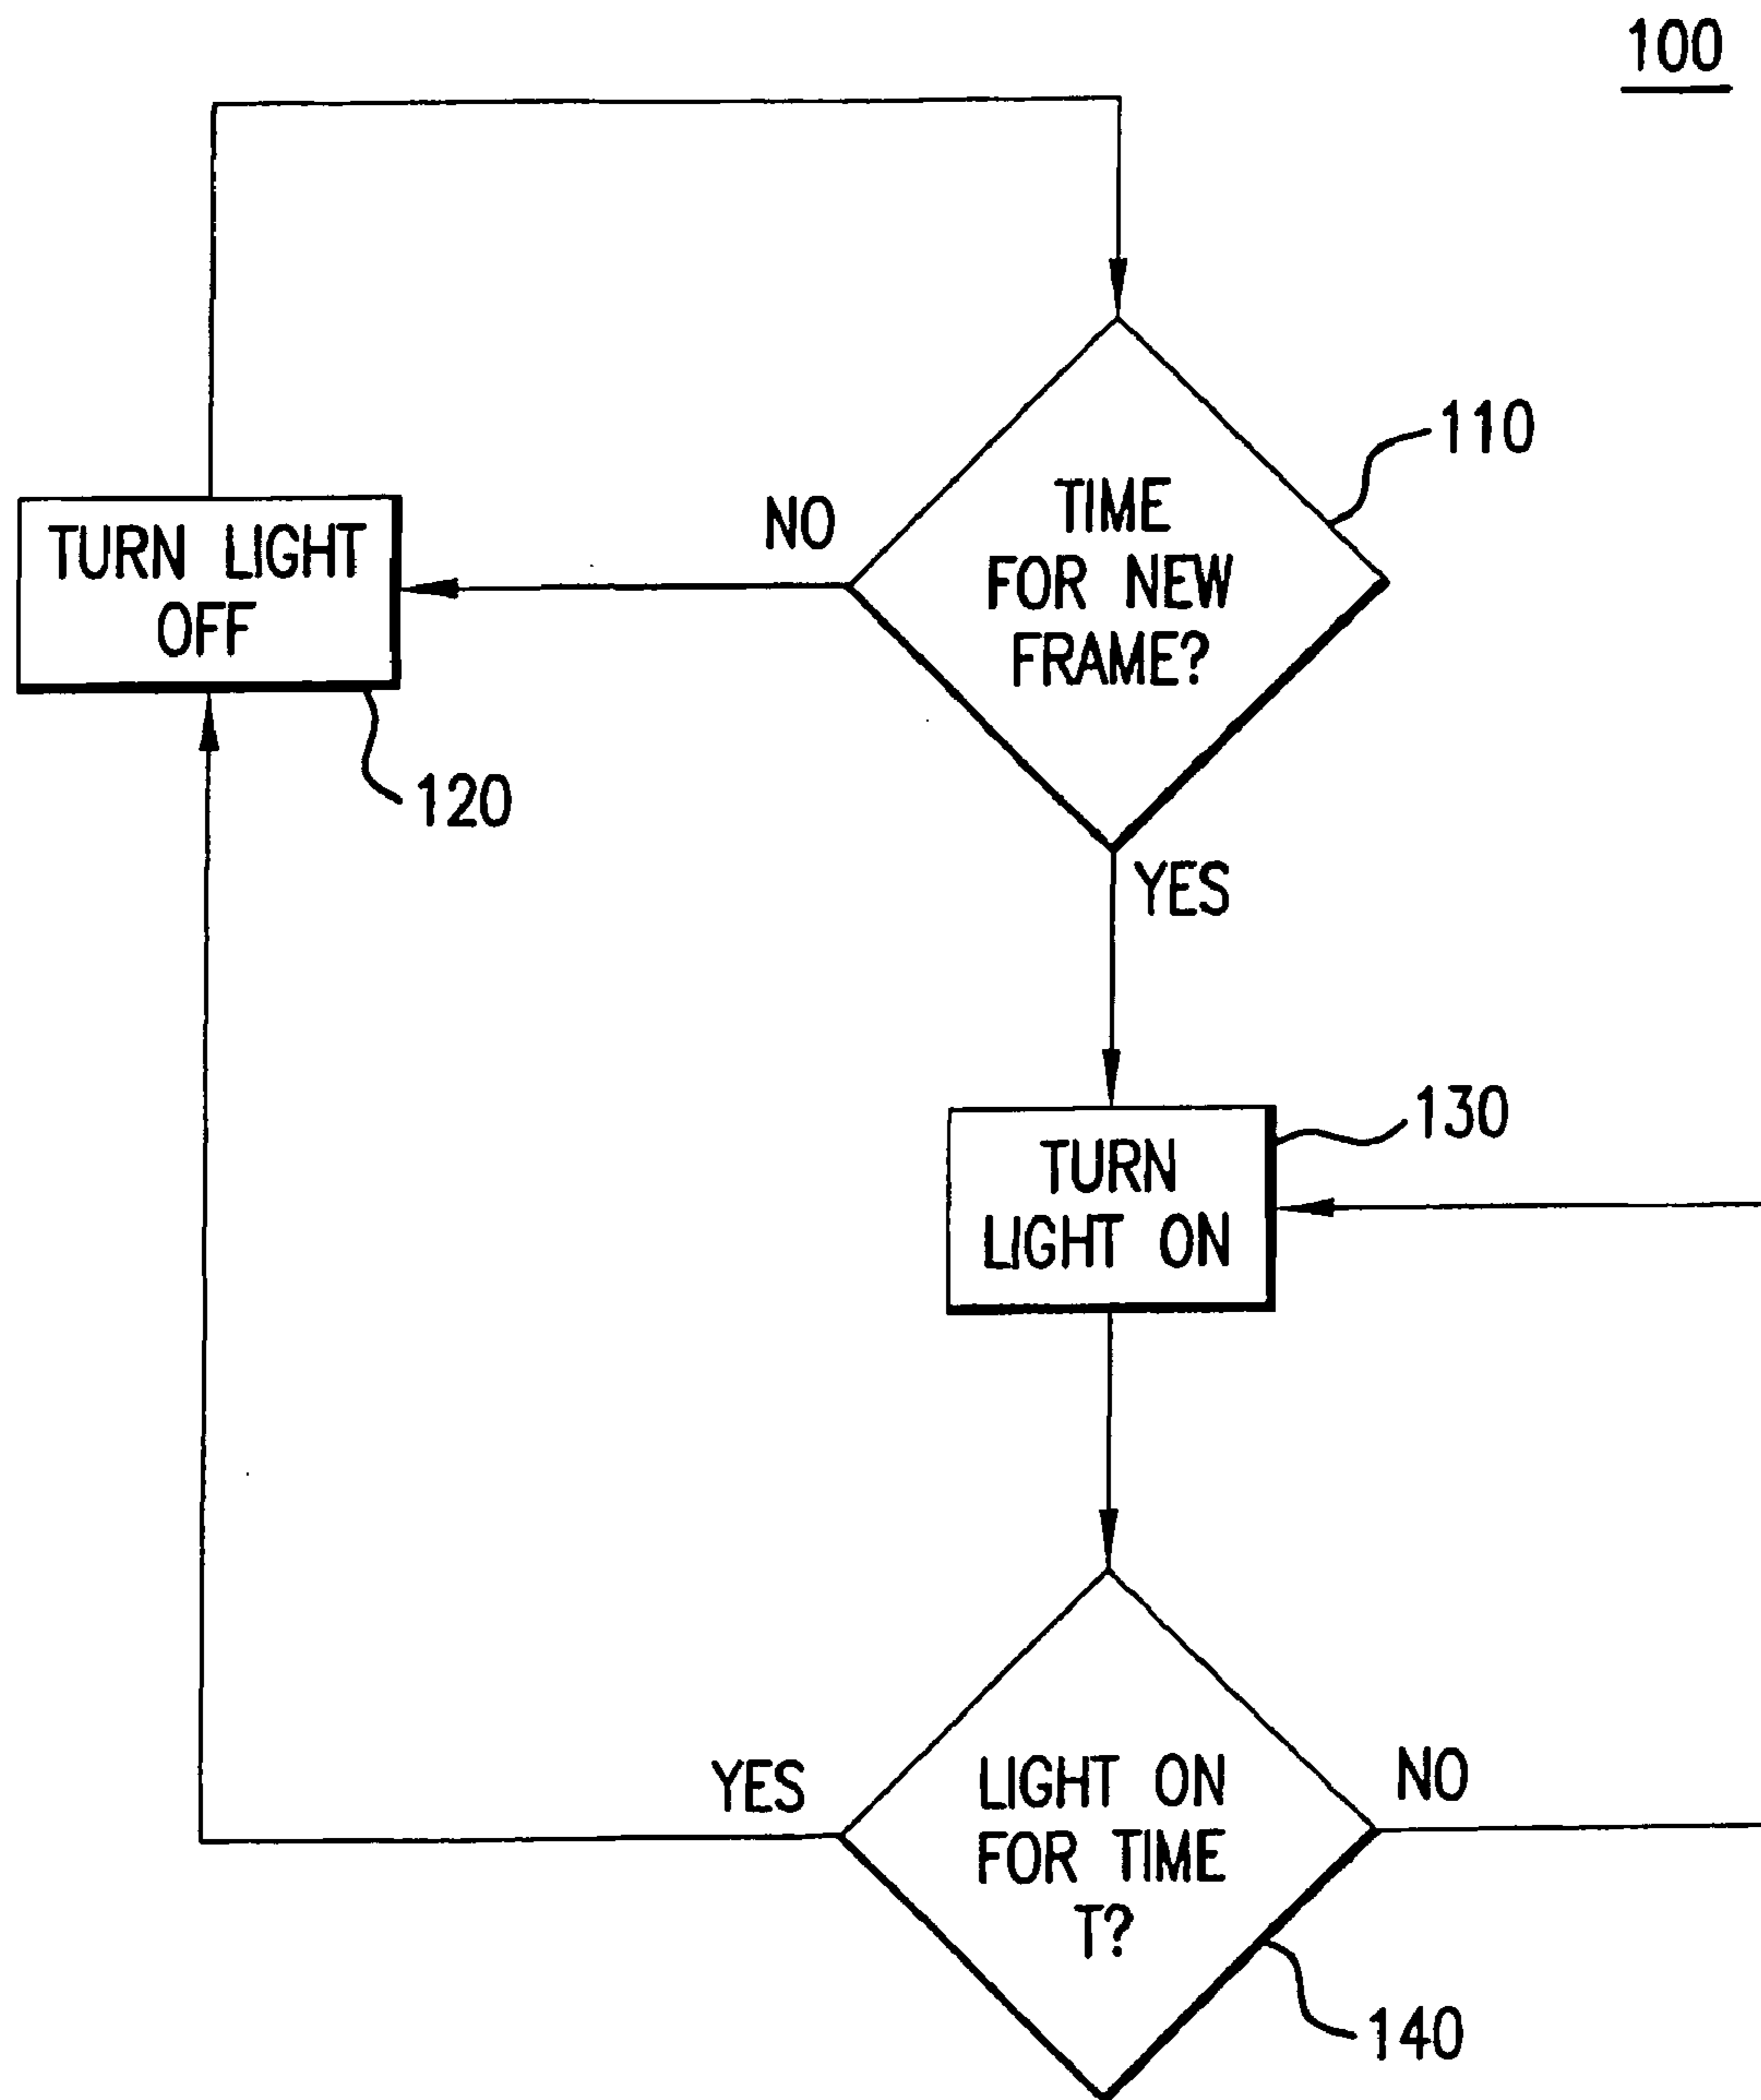 100
110
TIME
FOR NEW
FRAME?
NO
TURN LIGHT
OFF
120
YES
130
TURN
LIGHT ON
YES
LIGHT ON
FOR TIME
T?
NO
140